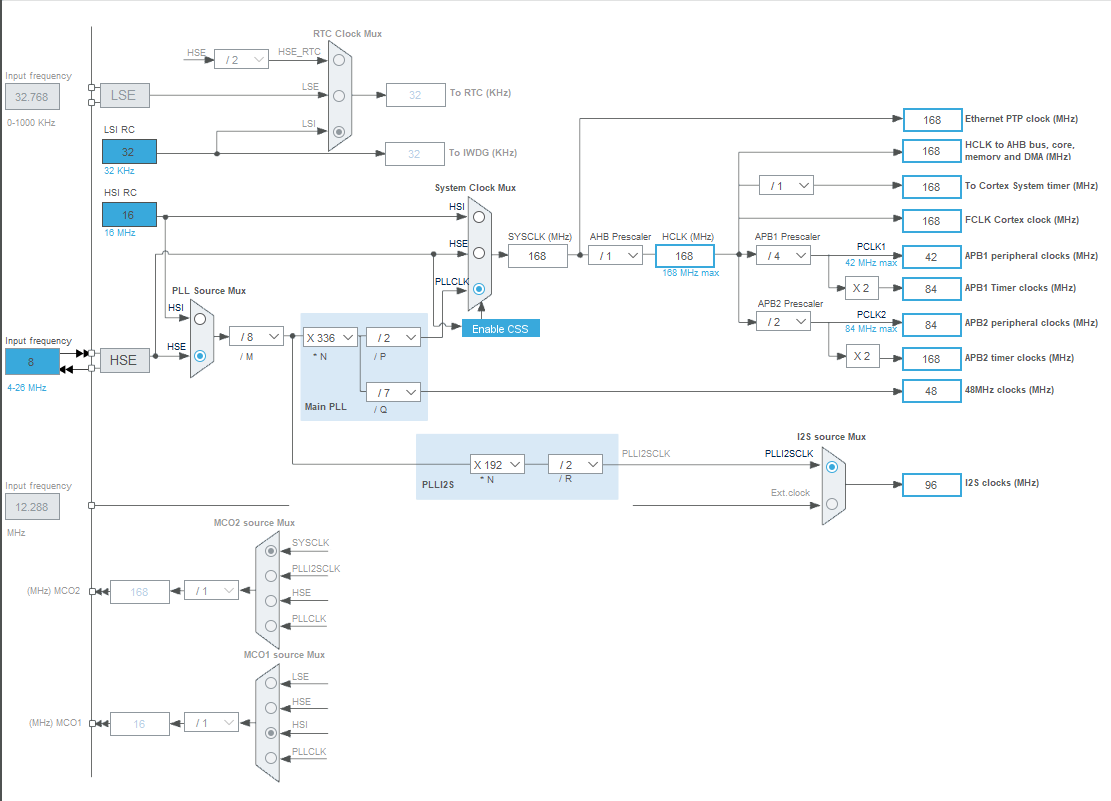 RTC Clock Mux
HSE
/ 2
HSE_RTC
Input frequency
32.768
0-1000 KHz
LSE
LSE
32
To RTC (KHz)
LSI RC
32
32 KHz
LSI
32
To IWDG (KHz)
HSI RC
16
16 MHz
System Clock Mux
HSI
HSE
PLLCLK
SYSCLK (MHz)
168
AHB Prescaler
/ 1
HCLK (MHz)
168
168 MHz max
Enable CSS
168
Ethernet PTP clock (MHz)
168
HCLK to AHB bus, core,
memory and DMA (MHz)
/ 1
168
To Cortex System timer (MHz)
168
FCLK Cortex clock (MHz)
APB1 Prescaler
/ 4
PCLK1
42 MHz max
42
APB1 peripheral clocks (MHz)
X 2
84
APB1 Timer clocks (MHz)
APB2 Prescaler
/ 2
PCLK2
84 MHz max
84
APB2 peripheral clocks (MHz)
X 2
168
APB2 timer clocks (MHz)
48
48MHz clocks (MHz)
PLL Source Mux
HSI
HSE
Input frequency
8
4-26 MHz
HSE
/ 8
/ M
X 336
* N
/ 2
/ P
/ 7
/ Q
Main PLL
X 192
* N
/ 2
/ R
PLLI2S
PLLI2SCLK
I2S source Mux
PLLI2SCLK
Ext.clock
96
I2S clocks (MHz)
Input frequency
12.288
MHz
MCO2 source Mux
SYSCLK
PLLI2SCLK
HSE
PLLCLK
(MHz) MCO2
168
/ 1
MCO1 source Mux
LSE
HSE
HSI
PLLCLK
(MHz) MCO1
16
/ 1